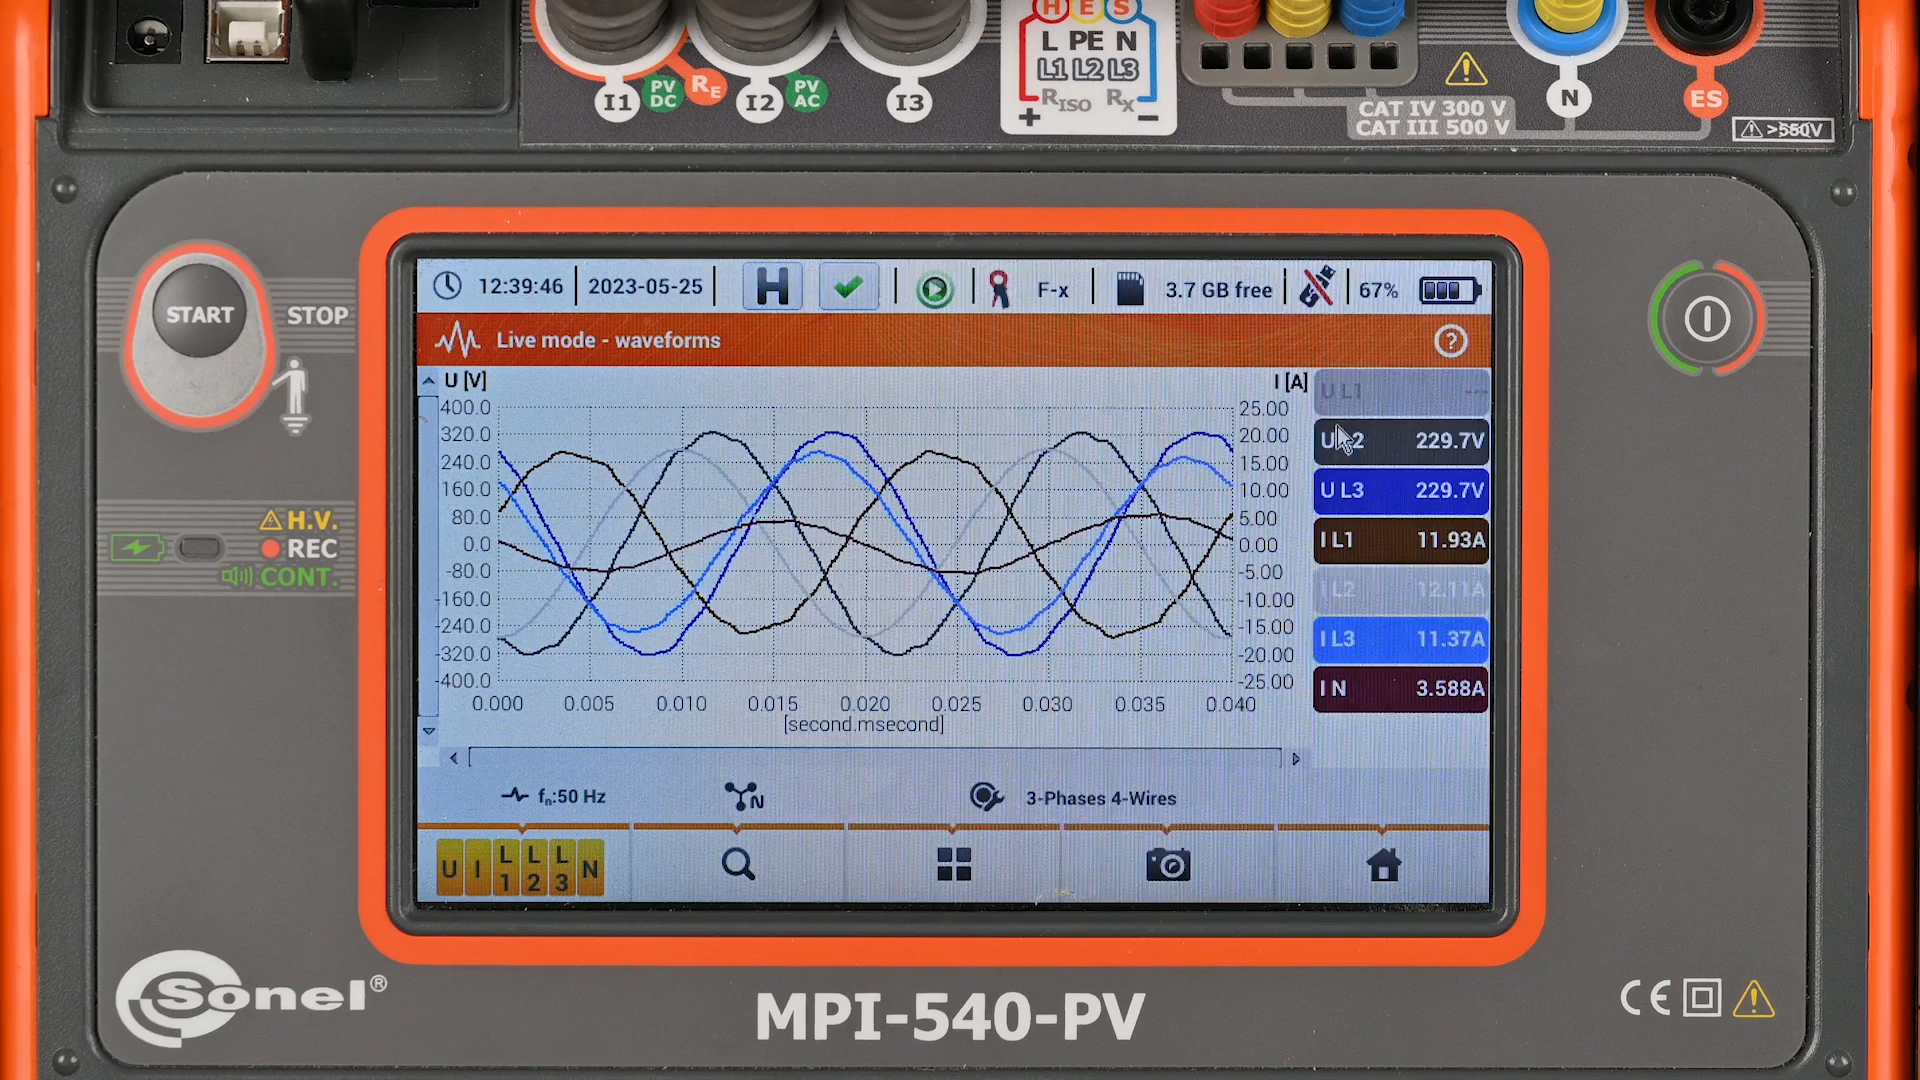 H E S
L PE N
L1 L2 L3
RISO RX
+ −
I1 PV DC RE I2 PV AC I3
CAT IV 300 V
CAT III 500 V
N
ES
>550V
START STOP
H.V.
REC
CONT.
12:39:46 2023-05-25 H F-x 3.7 GB free 67%
Live mode - waveforms ?
U [V] I [A]
400.0 25.00
320.0 20.00
240.0 15.00
160.0 10.00
80.0 5.00
0.0 0.00
-80.0 -5.00
-160.0 -10.00
-240.0 -15.00
-320.0 -20.00
-400.0 -25.00
0.000 0.005 0.010 0.015 0.020 0.025 0.030 0.035 0.040
[second.msecond]
U L1 ---
U L2 229.7V
U L3 229.7V
I L1 11.93A
I L2 12.11A
I L3 11.37A
I N 3.588A
fn:50 Hz N 3-Phases 4-Wires
U I L1 L2 L3 N
Sonel®
MPI-540-PV
CE